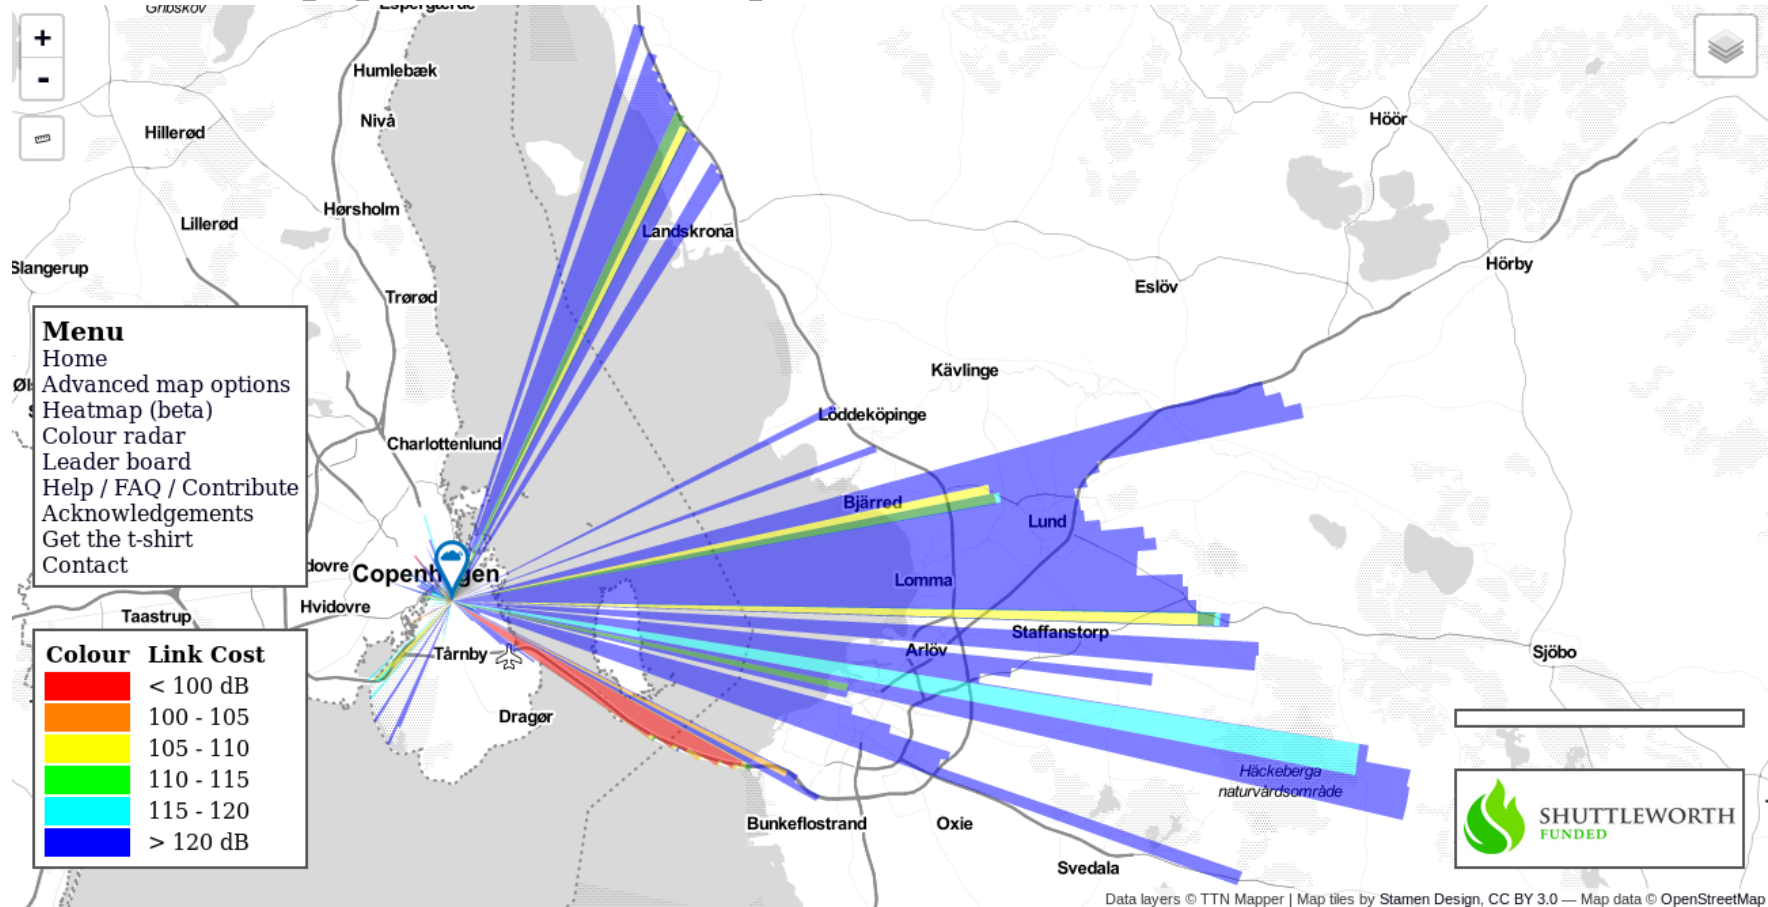 Gribskov
Espergærde
+
-
Humlebæk
Nivå
Hillerød
Höör
Hørsholm
Lillerød
Landskrona
Slangerup
Hörby
Eslöv
Trørød
Menu
Home
Advanced map options
Heatmap (beta)
Colour radar
Leader board
Help / FAQ / Contribute
Acknowledgements
Get the t-shirt
Contact
Kävlinge
Löddeköpinge
Charlottenlund
Bjärred
Lund
dovre
Copenhagen
Lomma
Hvidovre
Taastrup
Staffanstorp
Arlöv
Sjöbo
Tårnby
Colour Link Cost
< 100 dB
100 - 105
105 - 110
110 - 115
115 - 120
> 120 dB
Dragør
Häckeberga
naturvårdsområde
Bunkeflostrand
Oxie
Svedala
SHUTTLEWORTH
FUNDED
Data layers © TTN Mapper | Map tiles by Stamen Design, CC BY 3.0 — Map data © OpenStreetMap